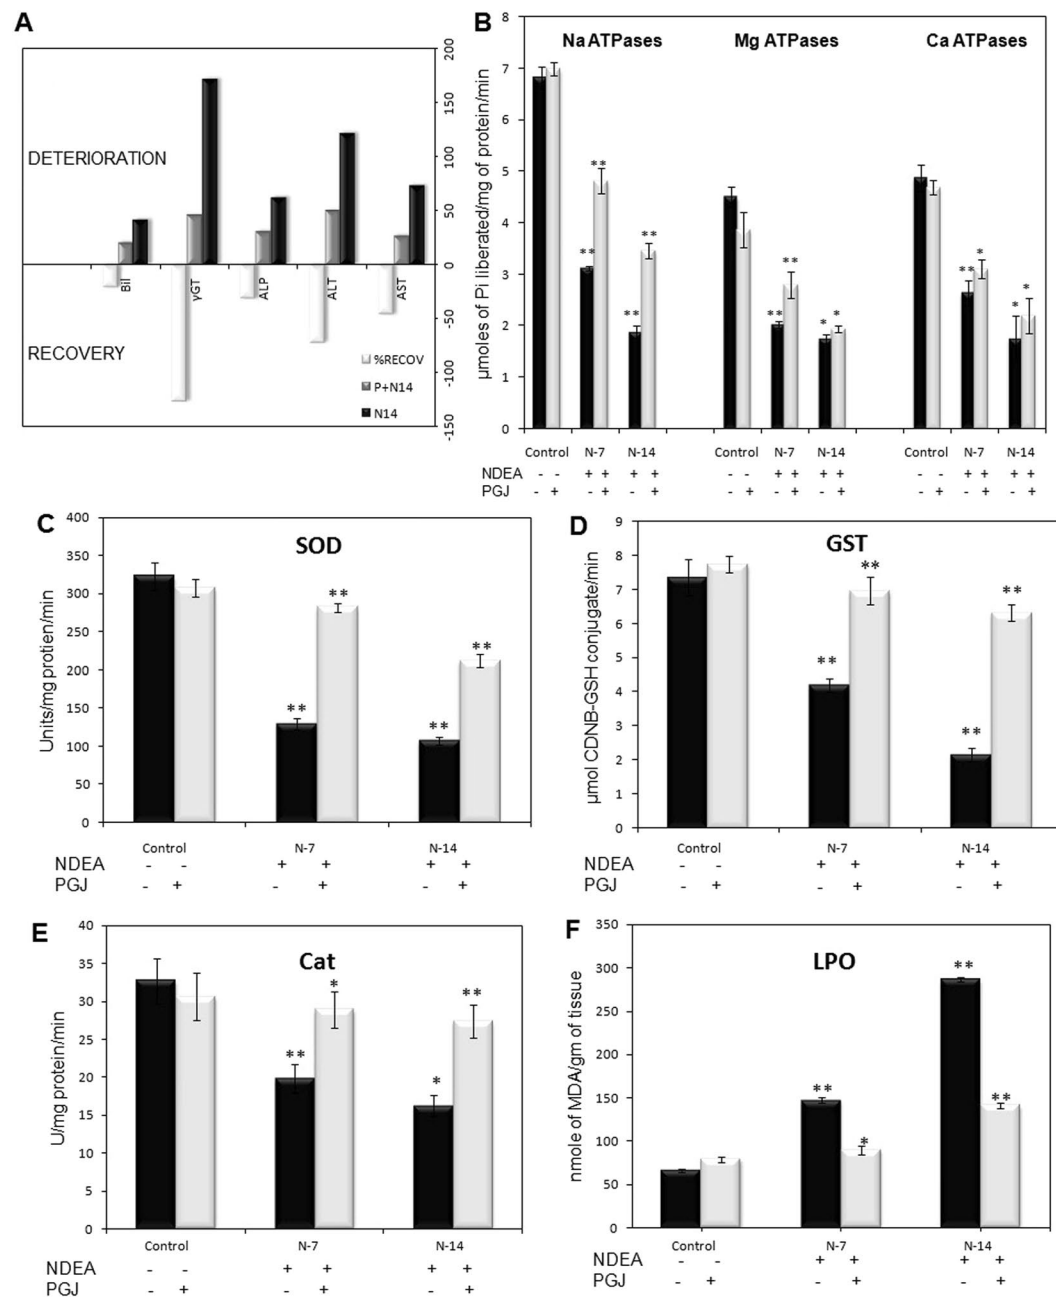 A
200
150
100
50
0
-50
-100
-150
DETERIORATION
Bil
γGT
ALP
ALT
AST
RECOVERY
%RECOV
P+N14
N14
B
Na ATPases Mg ATPases Ca ATPases
µmoles of Pi liberated/mg of protein/min
8
7
6
5
4
3
2
1
0
** ** ** **
** ** * *
** * * *
Control N-7 N-14 Control N-7 N-14 Control N-7 N-14
NDEA - - + + + + - - + + + + - - + + + +
PGJ - + - + - + - + - + - + - + - + - +
C
SOD
Units/mg protien/min
400
350
300
250
200
150
100
50
0
** ** ** **
Control N-7 N-14
NDEA - - + + + +
PGJ - + - + - +
D
GST
µmol CDNB-GSH conjugate/min
9
8
7
6
5
4
3
2
1
0
** ** ** **
Control N-7 N-14
NDEA - - + + + +
PGJ - + - + - +
E
Cat
U/mg protein/min
40
35
30
25
20
15
10
5
0
** * * **
Control N-7 N-14
NDEA - - + + + +
PGJ - + - + - +
F
LPO
nmole of MDA/gm of tissue
350
300
250
200
150
100
50
0
** * ** **
Control N-7 N-14
NDEA - - + + + +
PGJ - + - + - +